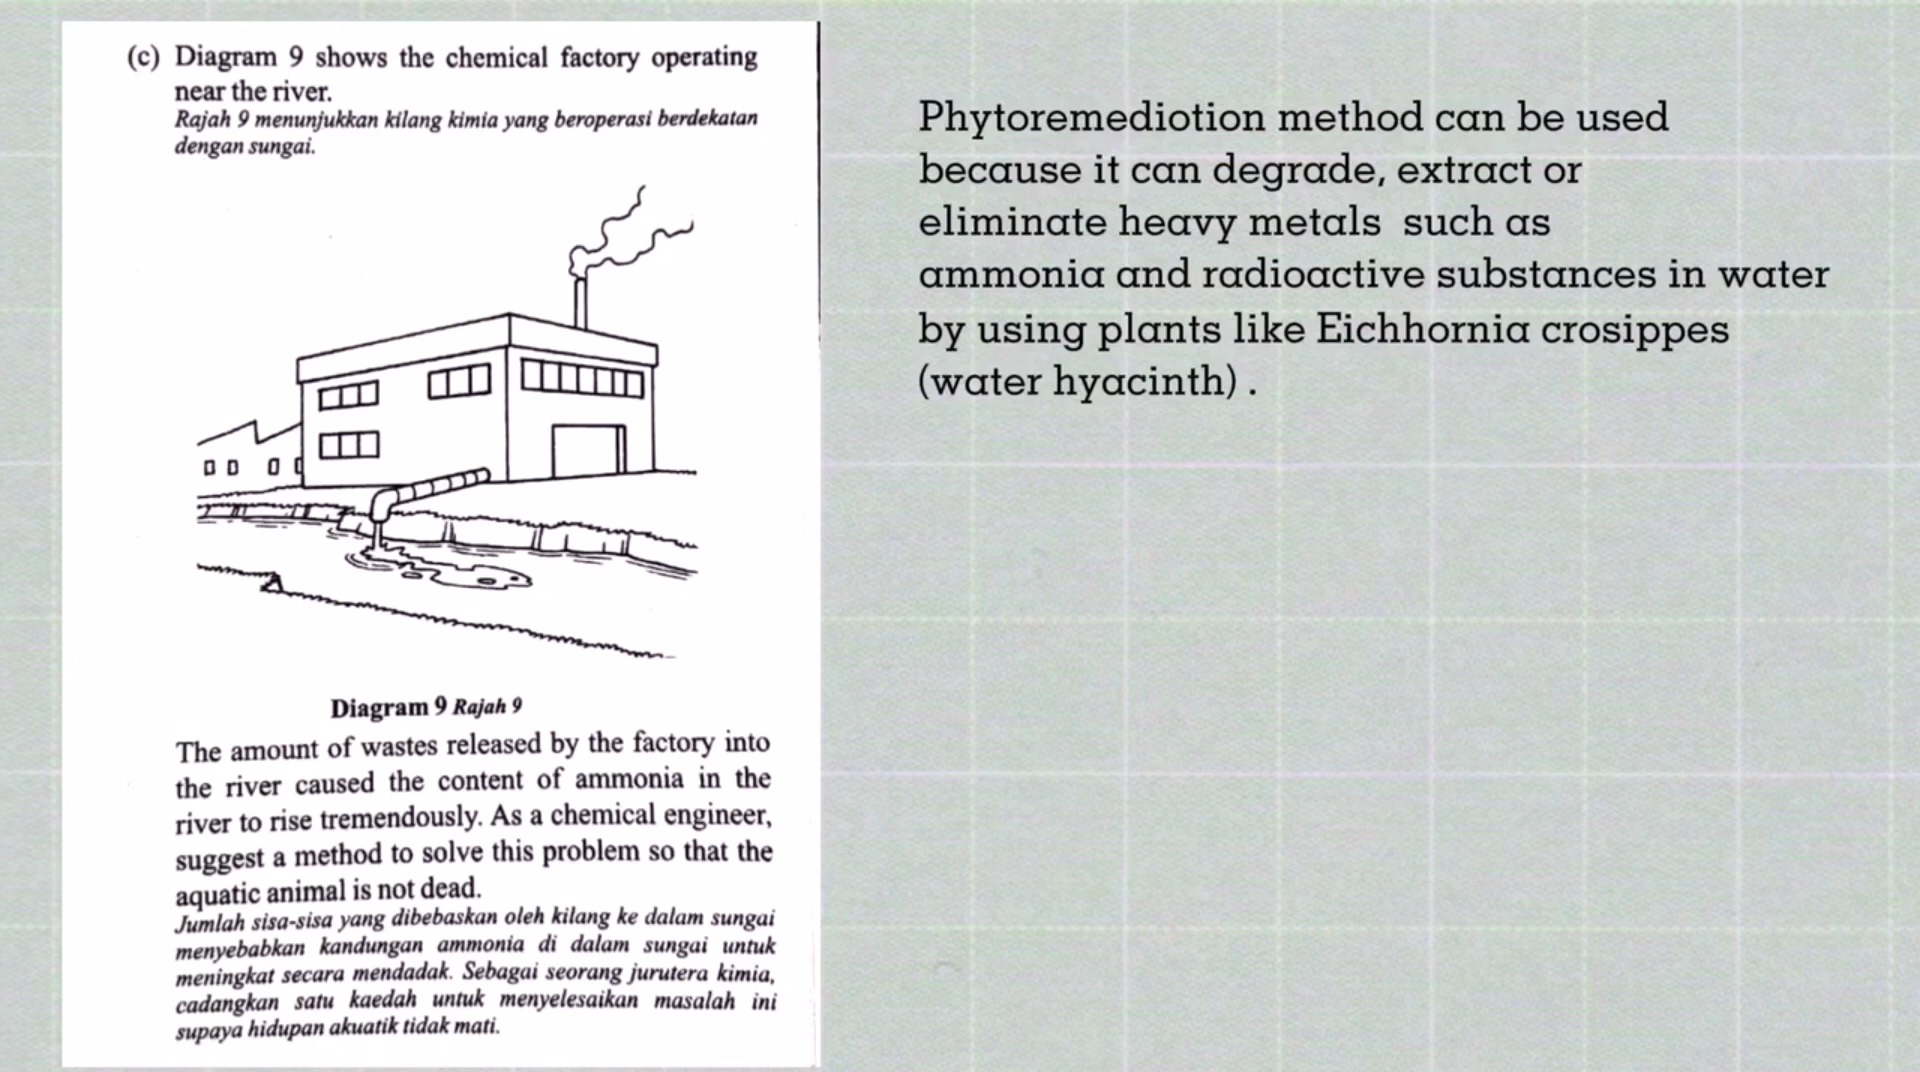 (c) Diagram 9 shows the chemical factory operating
near the river.
Rajah 9 menunjukkan kilang kimia yang beroperasi berdekatan
dengan sungai.
Diagram 9 Rajah 9
The amount of wastes released by the factory into
the river caused the content of ammonia in the
river to rise tremendously. As a chemical engineer,
suggest a method to solve this problem so that the
aquatic animal is not dead.
Jumlah sisa-sisa yang dibebaskan oleh kilang ke dalam sungai
menyebabkan kandungan ammonia di dalam sungai untuk
meningkat secara mendadak. Sebagai seorang jurutera kimia,
cadangkan satu kaedah untuk menyelesaikan masalah ini
supaya hidupan akuatik tidak mati.
Phytoremediotion method can be used
because it can degrade, extract or
eliminate heavy metals such as
ammonia and radioactive substances in water
by using plants like Eichhornia crosippes
(water hyacinth) .